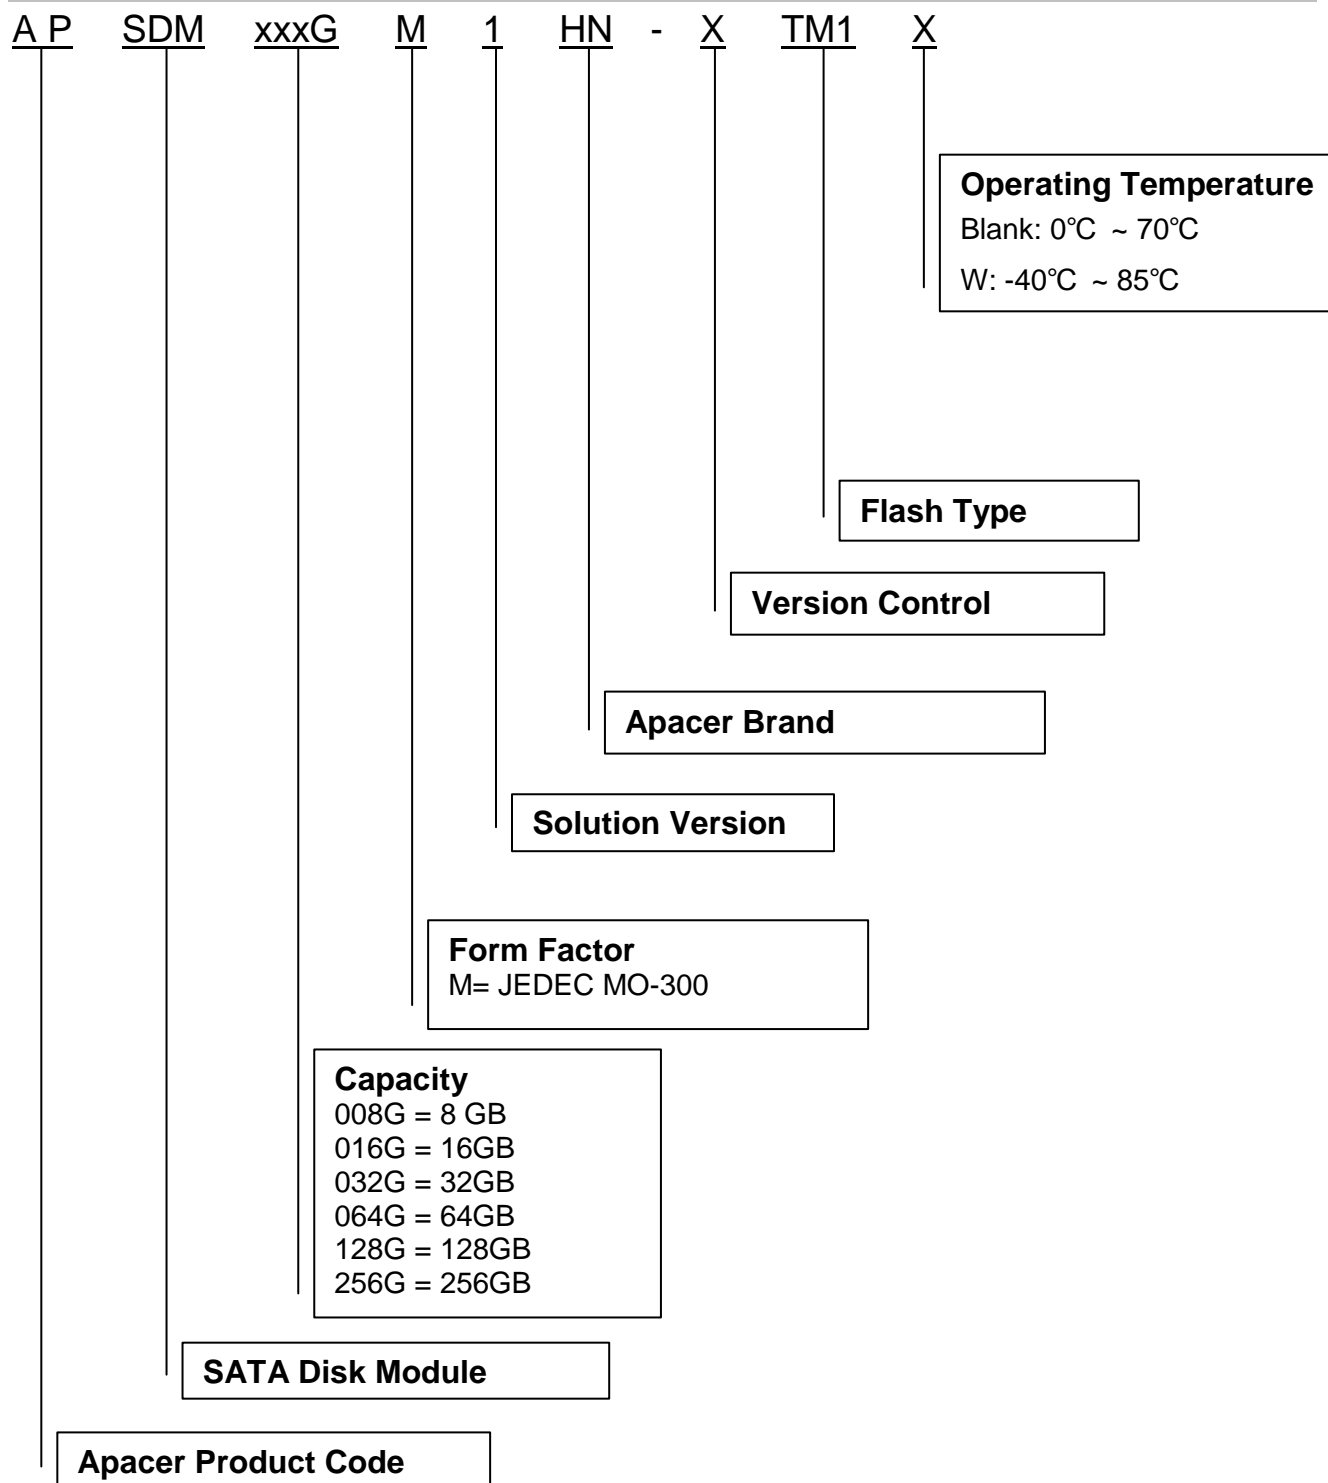 A P SDM xxxG M 1 HN - X TM1 X
Operating Temperature
Blank: 0℃ ~ 70℃
W: -40℃ ~ 85℃
Flash Type
Version Control
Apacer Brand
Solution Version
Form Factor
M= JEDEC MO-300
Capacity
008G = 8 GB
016G = 16GB
032G = 32GB
064G = 64GB
128G = 128GB
256G = 256GB
SATA Disk Module
Apacer Product Code